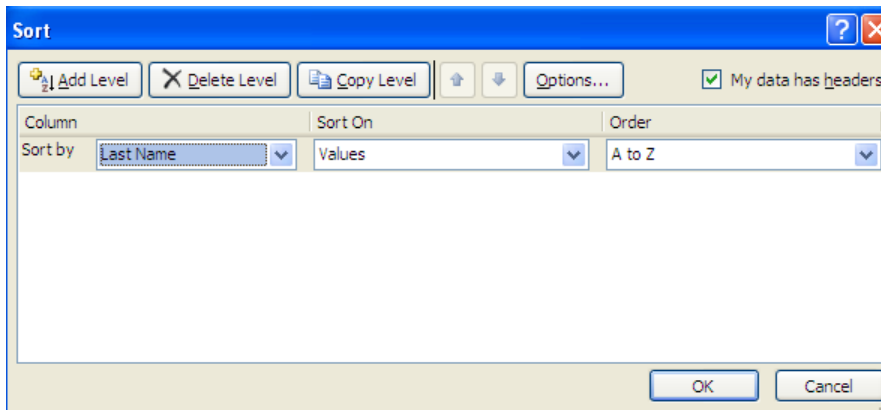 Sort
Add Level Delete Level Copy Level Options... My data has headers
Column Sort On Order
Sort by Last Name Values A to Z
OK Cancel